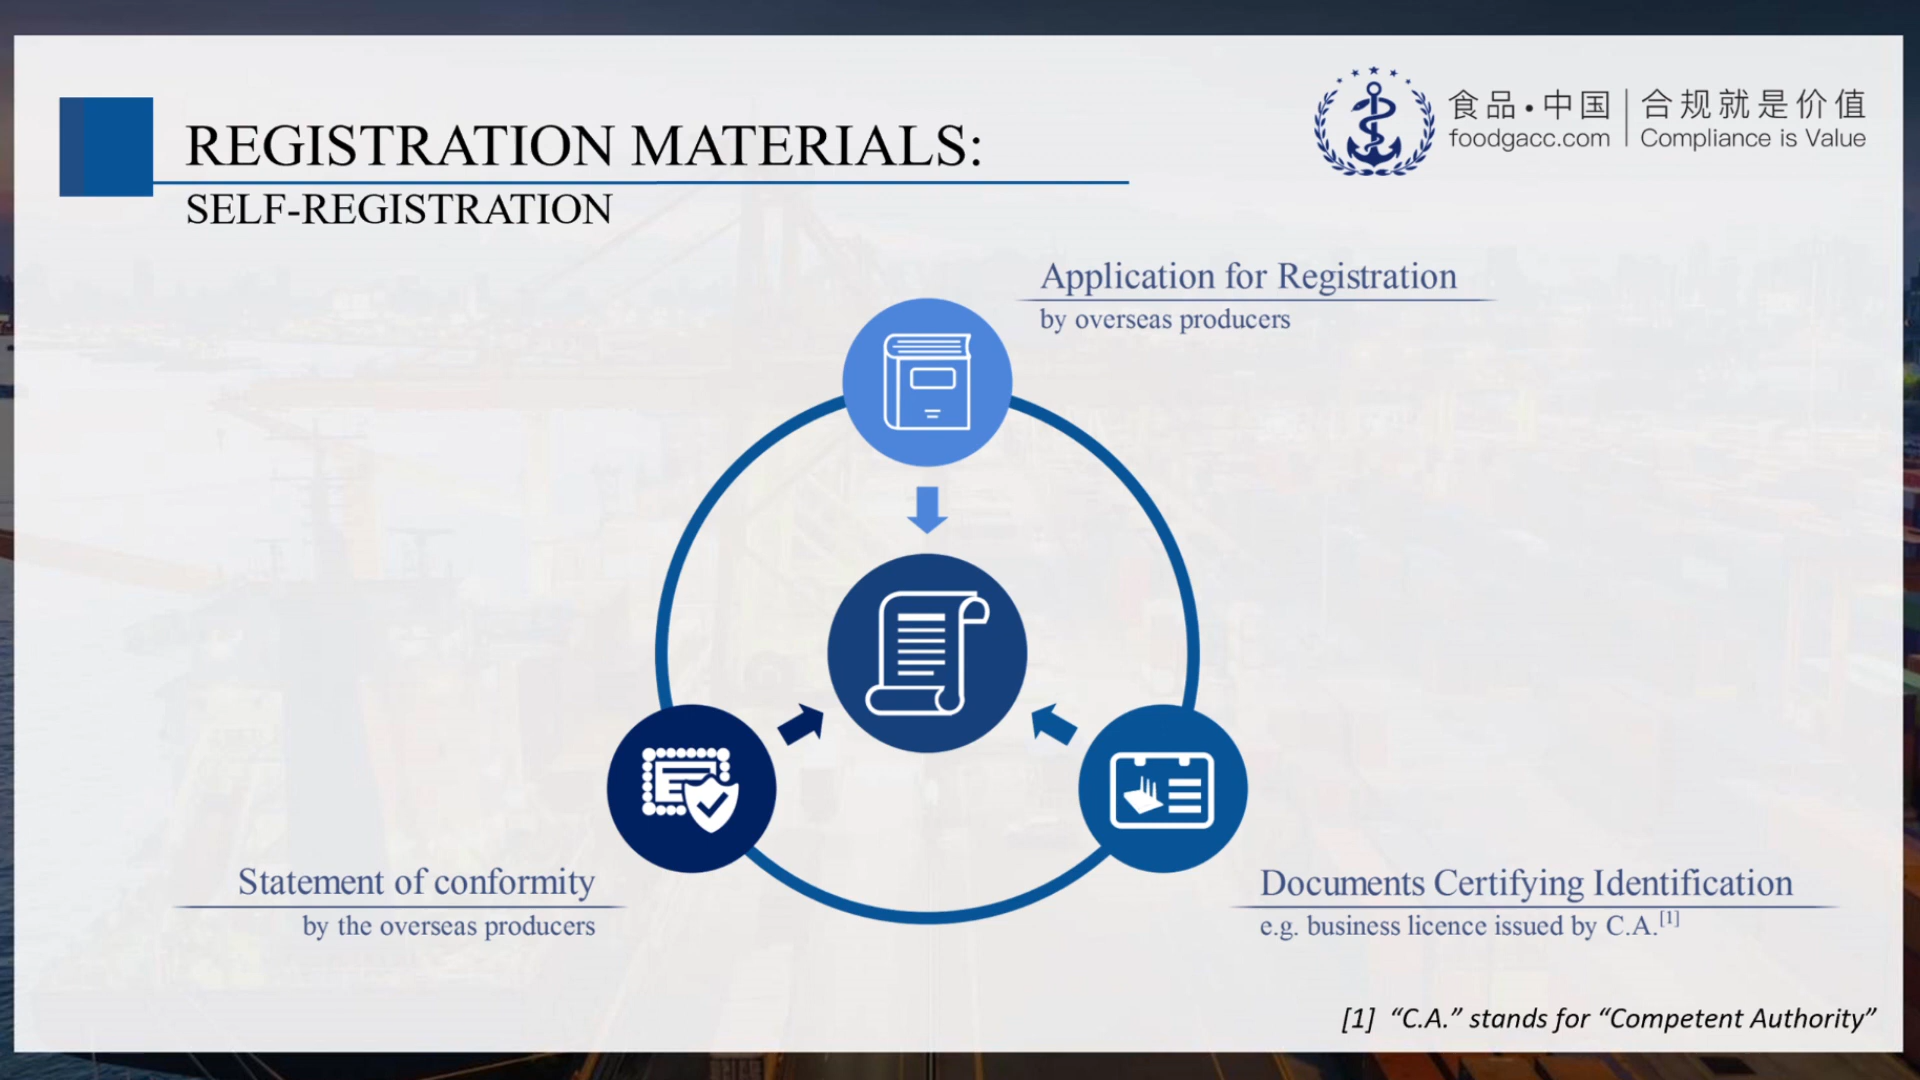 REGISTRATION MATERIALS:
SELF-REGISTRATION
食品·中国 | 合规就是价值
foodgacc.com | Compliance is Value
Application for Registration
by overseas producers
Statement of conformity
by the overseas producers
Documents Certifying Identification
e.g. business licence issued by C.A.[1]
[1] “C.A.” stands for “Competent Authority”